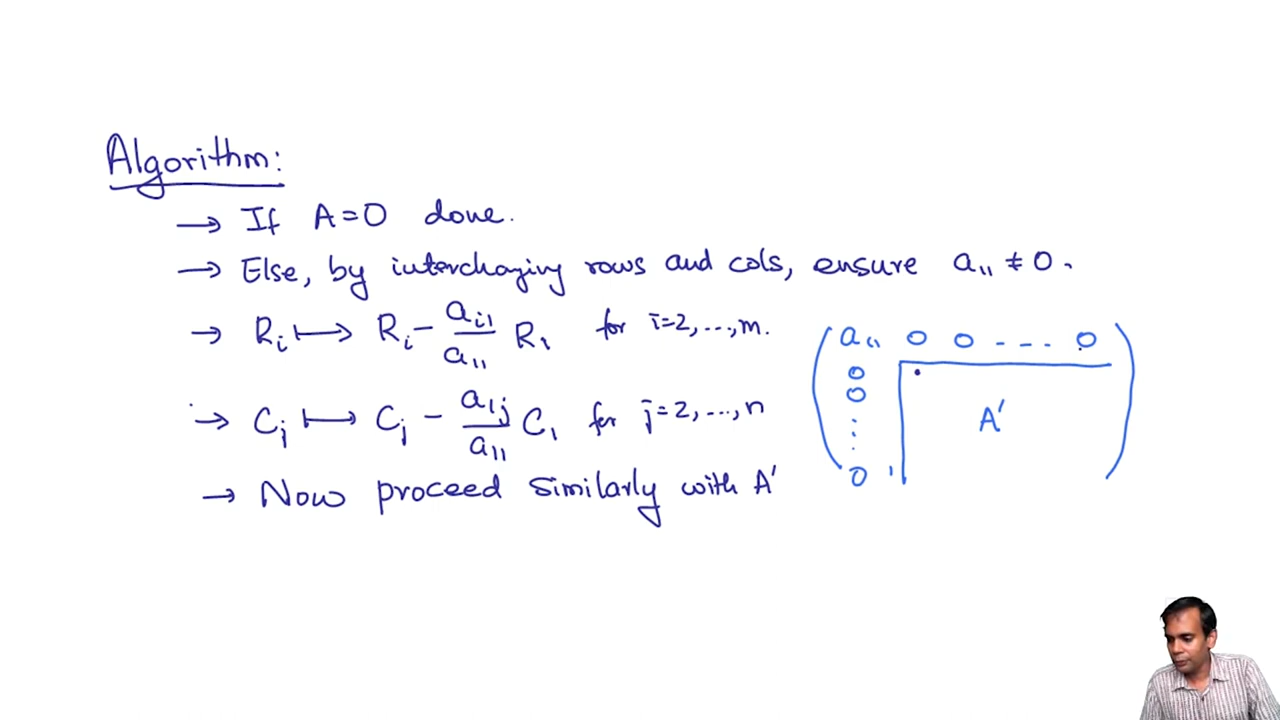 Algorithm:
→ If A=0 done.
→ Else, by interchanging rows and cols, ensure a₁₁ ≠ 0.
→ Rᵢ ⟼ Rᵢ − aᵢ₁/a₁₁ R₁ for i=2, ..., m.
→ Cⱼ ⟼ Cⱼ − a₁ⱼ/a₁₁ C₁ for j=2, ..., n
→ Now proceed similarly with A'
a₁₁ 0 0 - - - 0
0
0
⋮
0
A'